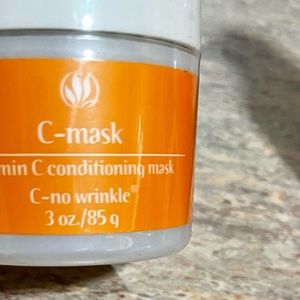 C-mask
min C conditioning mask
C-no wrinkle®
3 oz./85 g